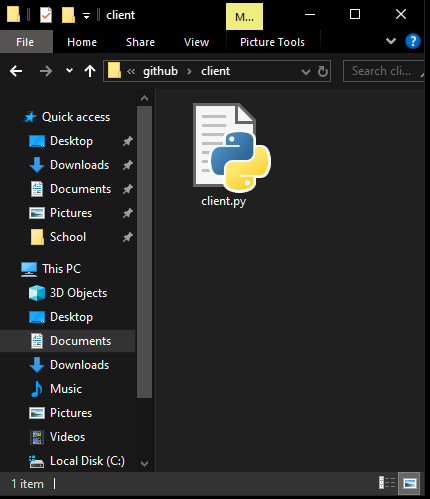 client
M...
File
Home
Share
View
Picture Tools
?
« github > client
Search cli...
Quick access
Desktop
Downloads
Documents
Pictures
School
This PC
3D Objects
Desktop
Documents
Downloads
Music
Pictures
Videos
Local Disk (C:)
client.py
1 item